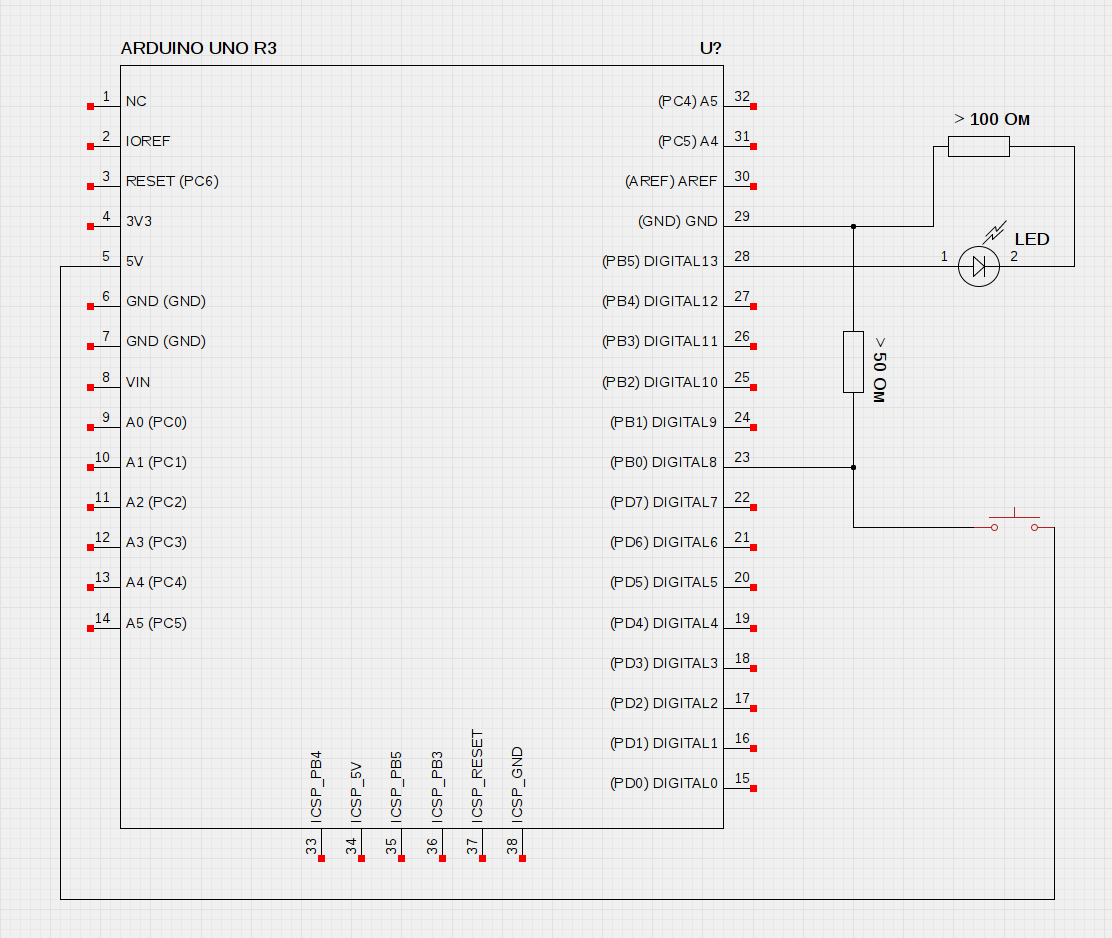 ARDUINO UNO R3
U?
1 NC
2 IOREF
3 RESET (PC6)
4 3V3
5 5V
6 GND (GND)
7 GND (GND)
8 VIN
9 A0 (PC0)
10 A1 (PC1)
11 A2 (PC2)
12 A3 (PC3)
13 A4 (PC4)
14 A5 (PC5)
(PC4) A5 32
(PC5) A4 31
(AREF) AREF 30
(GND) GND 29
(PB5) DIGITAL13 28
(PB4) DIGITAL12 27
(PB3) DIGITAL11 26
(PB2) DIGITAL10 25
(PB1) DIGITAL9 24
(PB0) DIGITAL8 23
(PD7) DIGITAL7 22
(PD6) DIGITAL6 21
(PD5) DIGITAL5 20
(PD4) DIGITAL4 19
(PD3) DIGITAL3 18
(PD2) DIGITAL2 17
(PD1) DIGITAL1 16
(PD0) DIGITAL0 15
33 ICSP_PB4
34 ICSP_5V
35 ICSP_PB5
36 ICSP_PB3
37 ICSP_RESET
38 ICSP_GND
> 100 Ом
LED
1
2
> 50 Ом